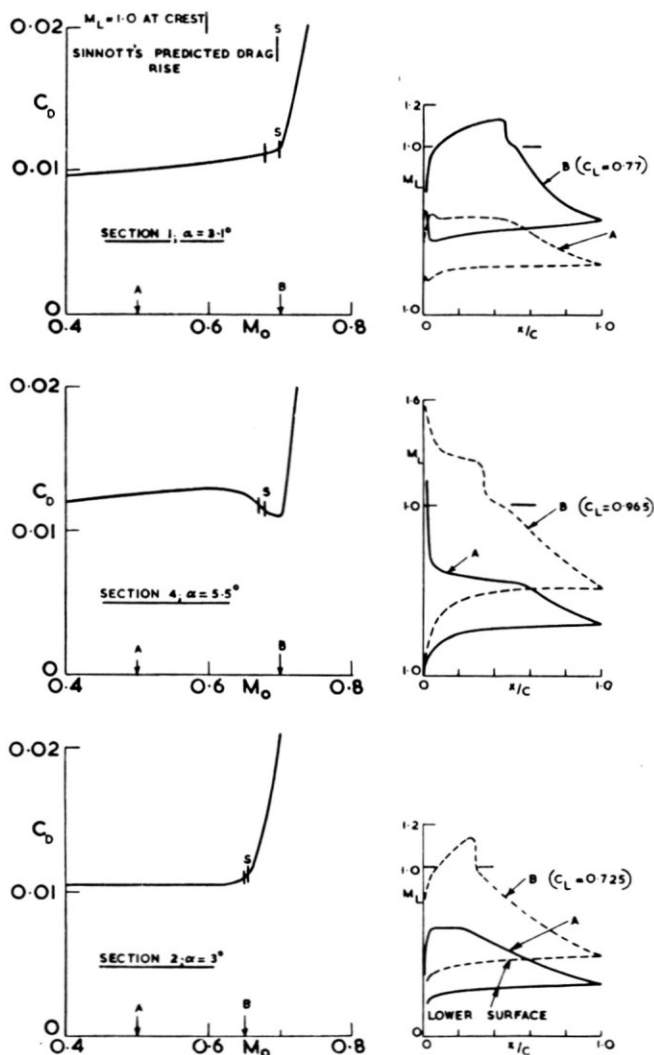 0.02
M_L = 1.0 AT CREST
S
SINNOTT'S PREDICTED DRAG
RISE
C_D
S
0.01
SECTION 1; α = 3.1°
A
B
0
0.4
0.6
M_0
0.8
1.2
1.0
M_L
B (C_L = 0.77)
A
1.0
0
x/c
1.0
0.02
C_D
S
0.01
SECTION 4; α = 5.5°
A
B
0
0.4
0.6
M_0
0.8
1.6
M_L
1.0
B (C_L = 0.965)
A
1.0
0
x/c
1.0
0.02
C_D
S
0.01
SECTION 2; α = 3°
A
B
0
0.4
0.6
M_0
0.8
1.2
1.0
M_L
B (C_L = 0.725)
A
LOWER SURFACE
0
0
x/c
1.0